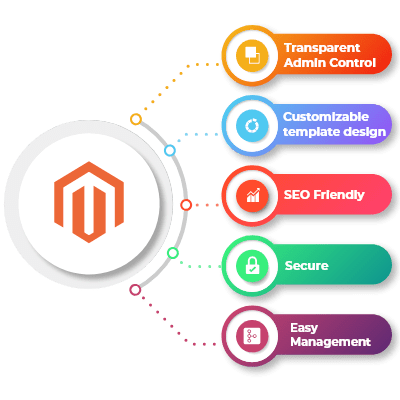 Transparent
Admin Control
Customizable
template design
SEO Friendly
Secure
Easy
Management